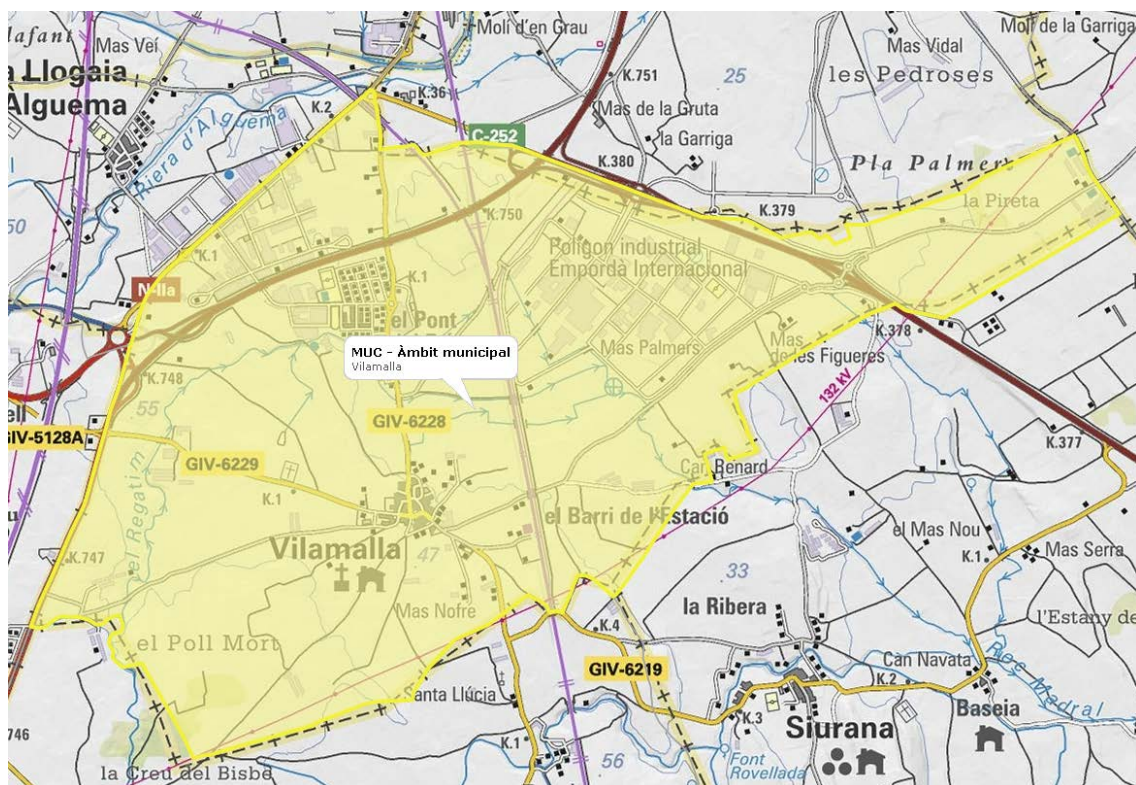 lafant
Mas Veí
Molí d'en Grau
Molí de la Garriga
Mas Vidal
a Llogaia
Alguema
K.751
25
les Pedroses
K.36
K.2
Mas de la Gruta
Riera d'Alguema
C-252
la Garriga
K.380
Pla Palmers
la Pireta
50
K.750
K.379
K.1
Polígon industrial
Empordà Internacional
K.1
N-IIa
el Pont
K.378
Mas Palmers
Mas
de les Figueres
MUC - Àmbit municipal
Vilamalla
K.748
132 kV
55
ell
GIV-5128A
GIV-6228
K.377
GIV-6229
Can Renard
el Regatim
K.1
el Barri de l'Estació
el Mas Nou
Vilamalla
47
K.747
K.1
Mas Serra
33
Mas Nofre
la Ribera
l'Estany de
K.4
el Poll Mort
GIV-6219
Can Navata
Rec Madral
Santa Llúcia
K.2
Baseia
K.3
Siurana
746
K.1
56
Font
Rovellada
la Creu del Bisbe